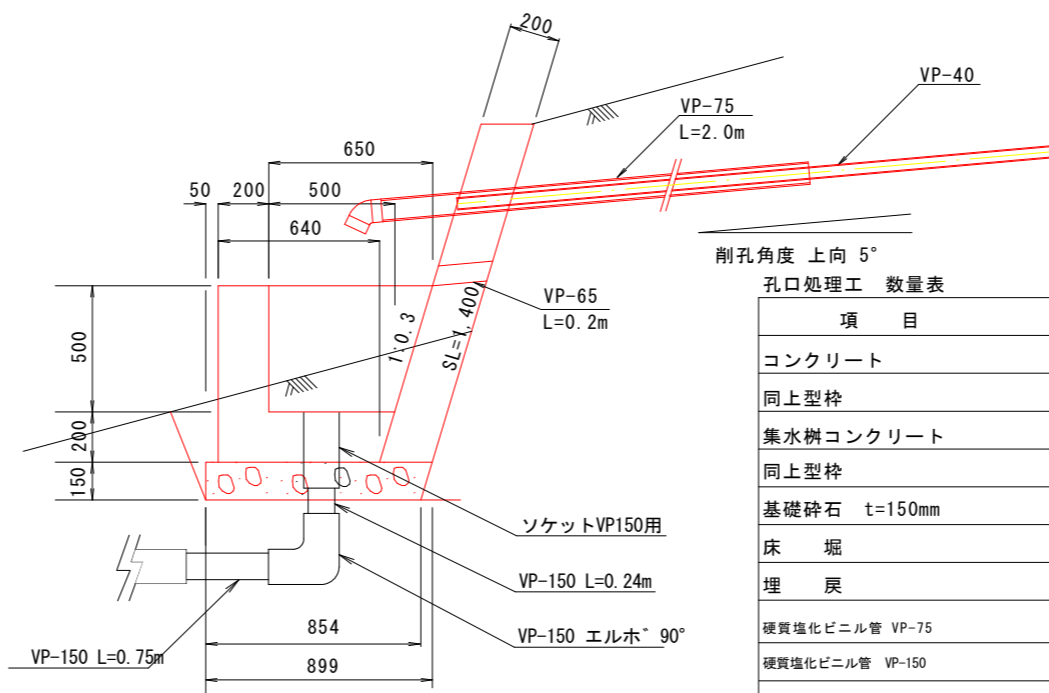 200
VP-40
VP-75
L=2.0m
650
50
200
500
640
削孔角度 上向 5°
孔口処理工 数量表
VP-65
L=0.2m
項 目
1:0.3
SL=1,400
500
コンクリート
同上型枠
200
集水桝コンクリート
同上型枠
150
基礎砕石 t=150mm
ソケットVP150用
床 堀
VP-150 L=0.24m
埋 戻
854
VP-150 エルボ 90°
硬質塩化ビニル管 VP-75
VP-150 L=0.75m
硬質塩化ビニル管 VP-150
899